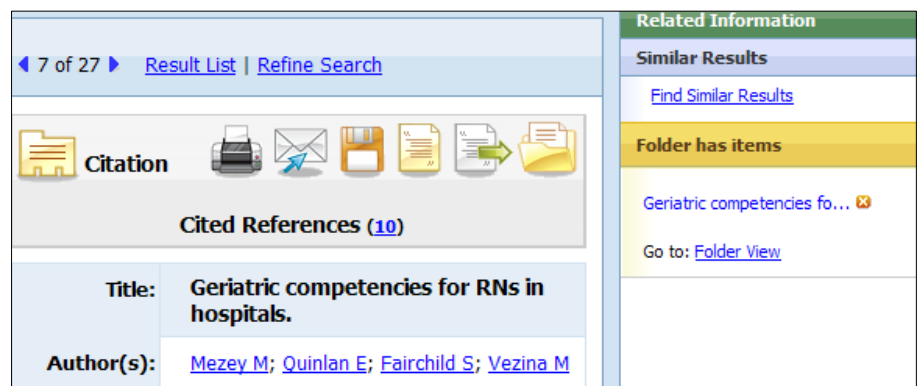 7 of 27 Result List | Refine Search
Citation
Cited References (10)
Title: Geriatric competencies for RNs in
hospitals.
Author(s): Mezey M; Quinlan E; Fairchild S; Vezina M
Related Information
Similar Results
Find Similar Results
Folder has items
Geriatric competencies fo...
Go to: Folder View